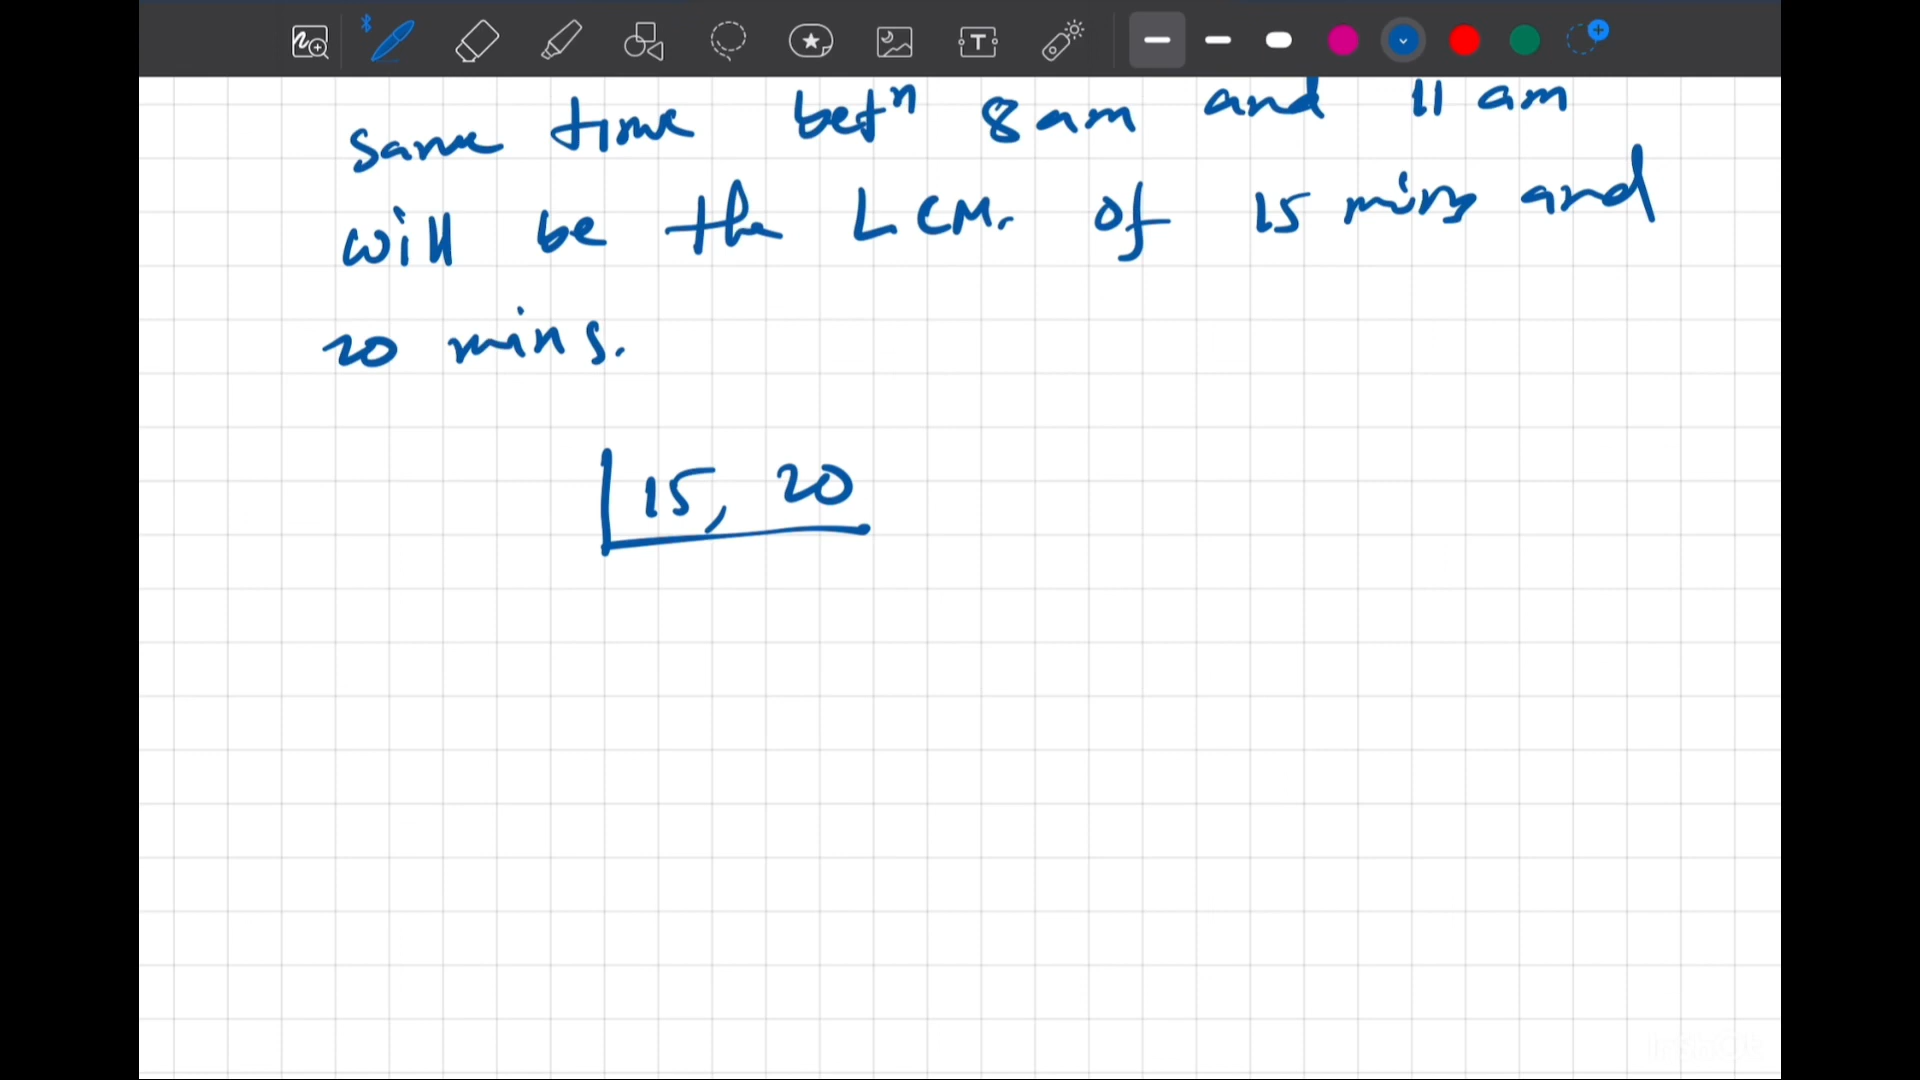 same time betⁿ 8 am and 11 am
will be the LCM. of 15 mins and
20 mins.
15, 20